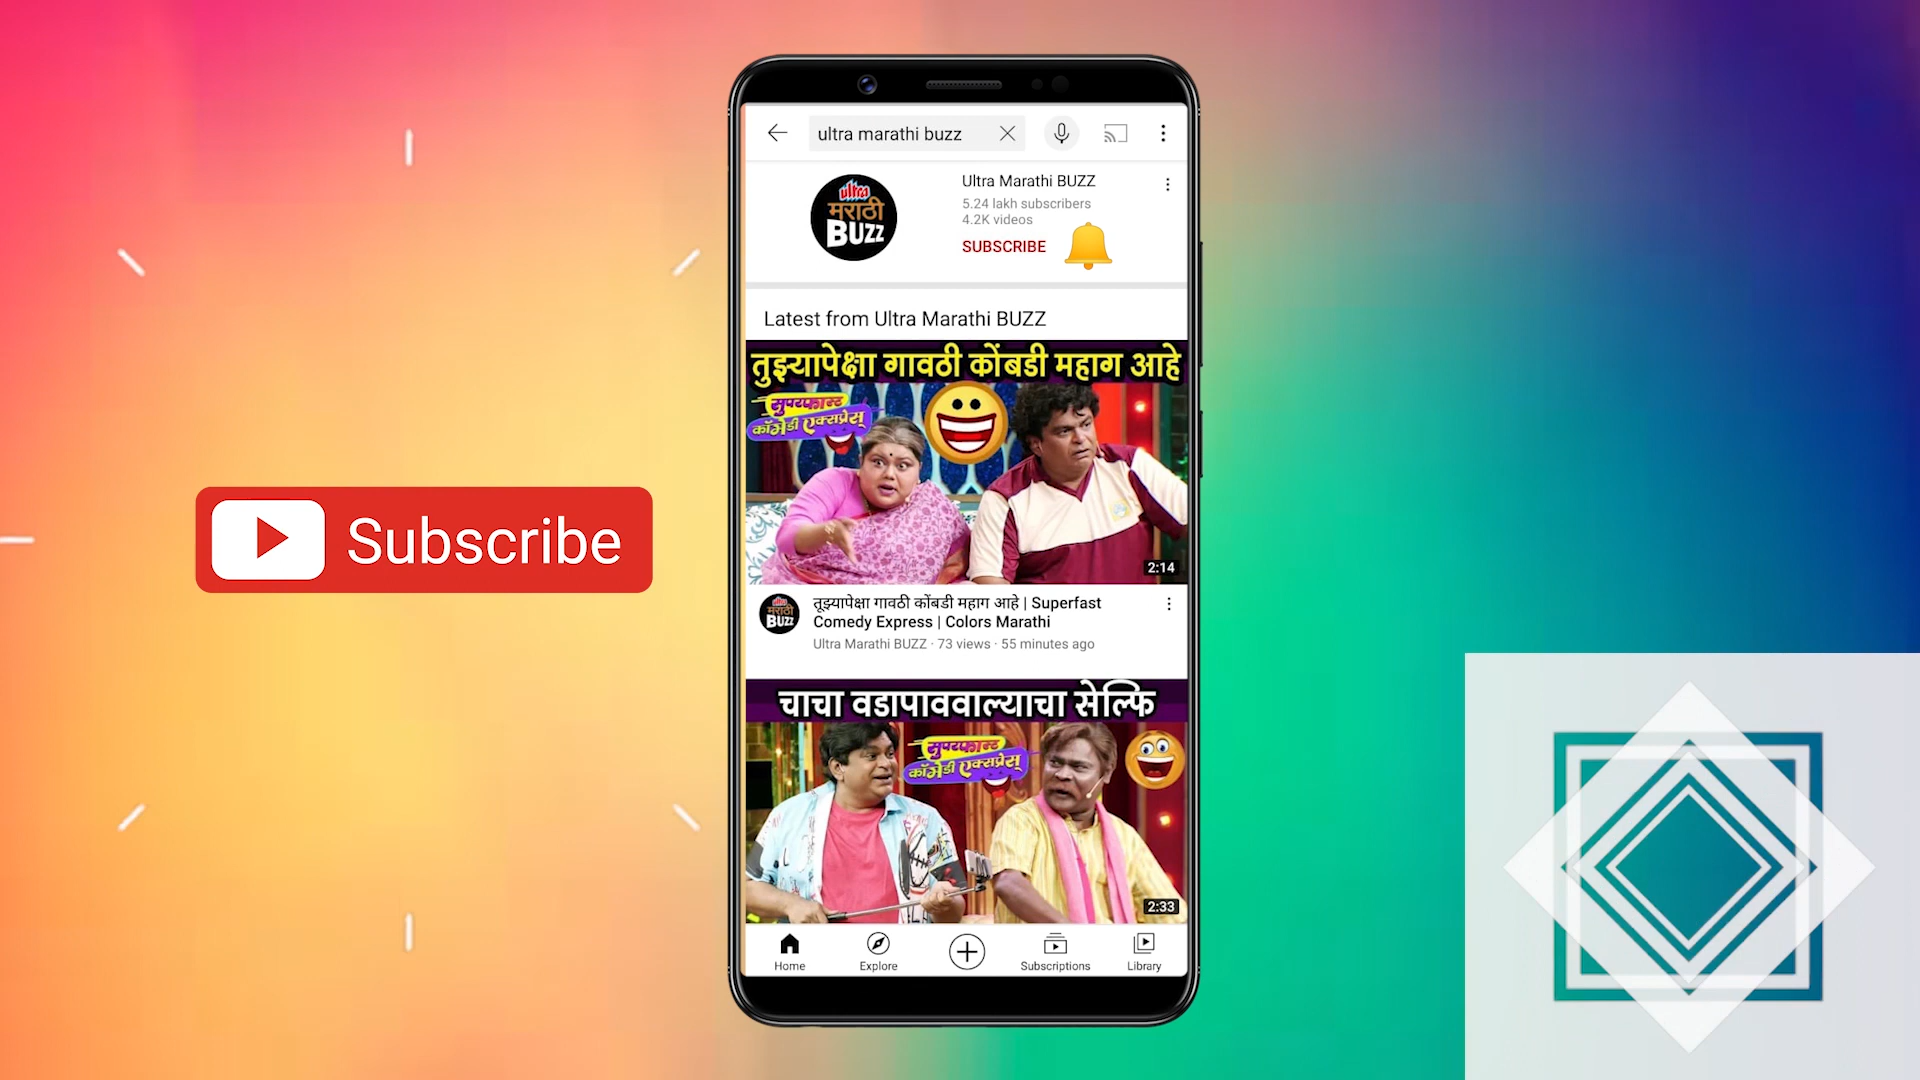 ultra marathi buzz
ultra
मराठी
BUZZ
Ultra Marathi BUZZ
5.24 lakh subscribers
4.2K videos
SUBSCRIBE
Latest from Ultra Marathi BUZZ
तुझ्यापेक्षा गावठी कोंबडी महाग आहे
सुपरफास्ट
कॉमेडी एक्सप्रेस्
2:14
Subscribe
ultra
मराठी
BUZZ
तूझ्यापेक्षा गावठी कोंबडी महाग आहे | Superfast
Comedy Express | Colors Marathi
Ultra Marathi BUZZ · 73 views · 55 minutes ago
चाचा वडापाववाल्याचा सेल्फि
सुपरफास्ट
कॉमेडी एक्सप्रेस्
2:33
Home
Explore
Subscriptions
Library